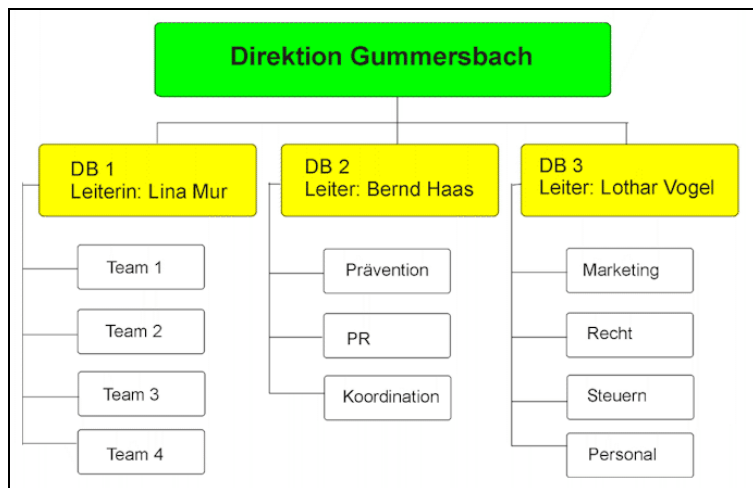 Direktion Gummersbach
DB 1
Leiterin: Lina Mur
Team 1
Team 2
Team 3
Team 4
DB 2
Leiter: Bernd Haas
Prävention
PR
Koordination
DB 3
Leiter: Lothar Vogel
Marketing
Recht
Steuern
Personal